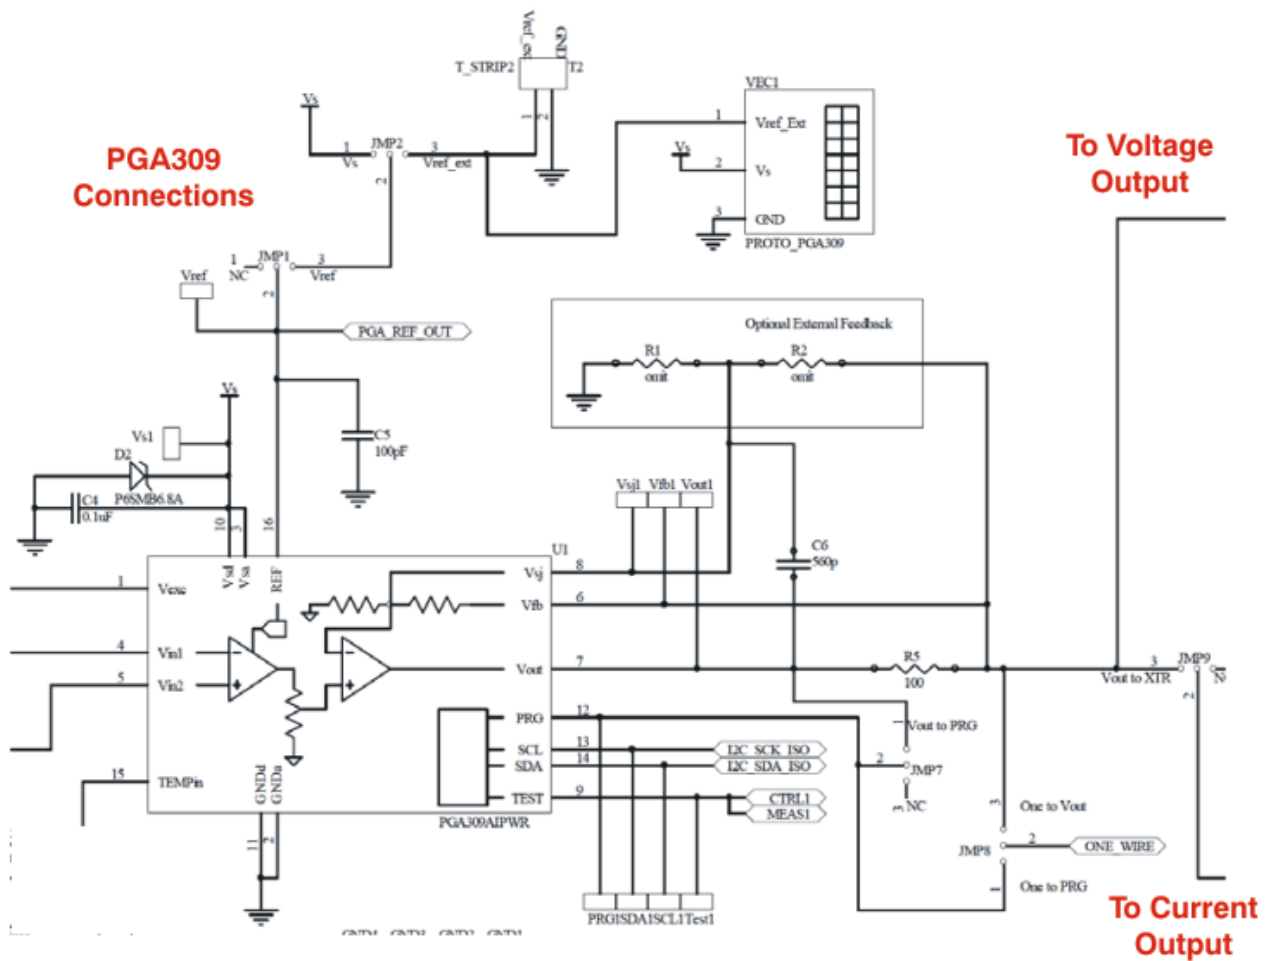 Vref_ext
GND
T_STRIP2
T2
1
2
VEC1
Vs
1
Vs
JMP2
2
3
Vref_ext
1
Vref_Ext
Vs
2
Vs
3
GND
PROTO_PGA309
PGA309
Connections
To Voltage
Output
1
NC
JMP1
2
3
Vref
Vref
PGA_REF_OUT
Optional External Feedback
R1
omit
R2
omit
Vs
Vs1
D2
P6SMB6.8A
C4
0.1uF
C5
100pF
10
3
16
Vsj1
Vfb1
Vout1
C6
560p
U1
1
Vexc
Vsd
Vsa
REF
Vsj
8
Vfb
6
4
Vin1
5
Vin2
Vout
7
R5
100
Vout to XTR
3
JMP9
2
PRG
12
Vout to PRG
1
SCL
13
I2C_SCK_ISO
SDA
14
I2C_SDA_ISO
2
JMP7
3
NC
15
TEMPin
GNDd
GNDa
TEST
9
CTRL1
MEAS1
PGA309AIPWR
11
2
3
One to Vout
JMP8
2
ONE_WIRE
1
One to PRG
PRG1
SDA1
SCL1
Test1
To Current
Output